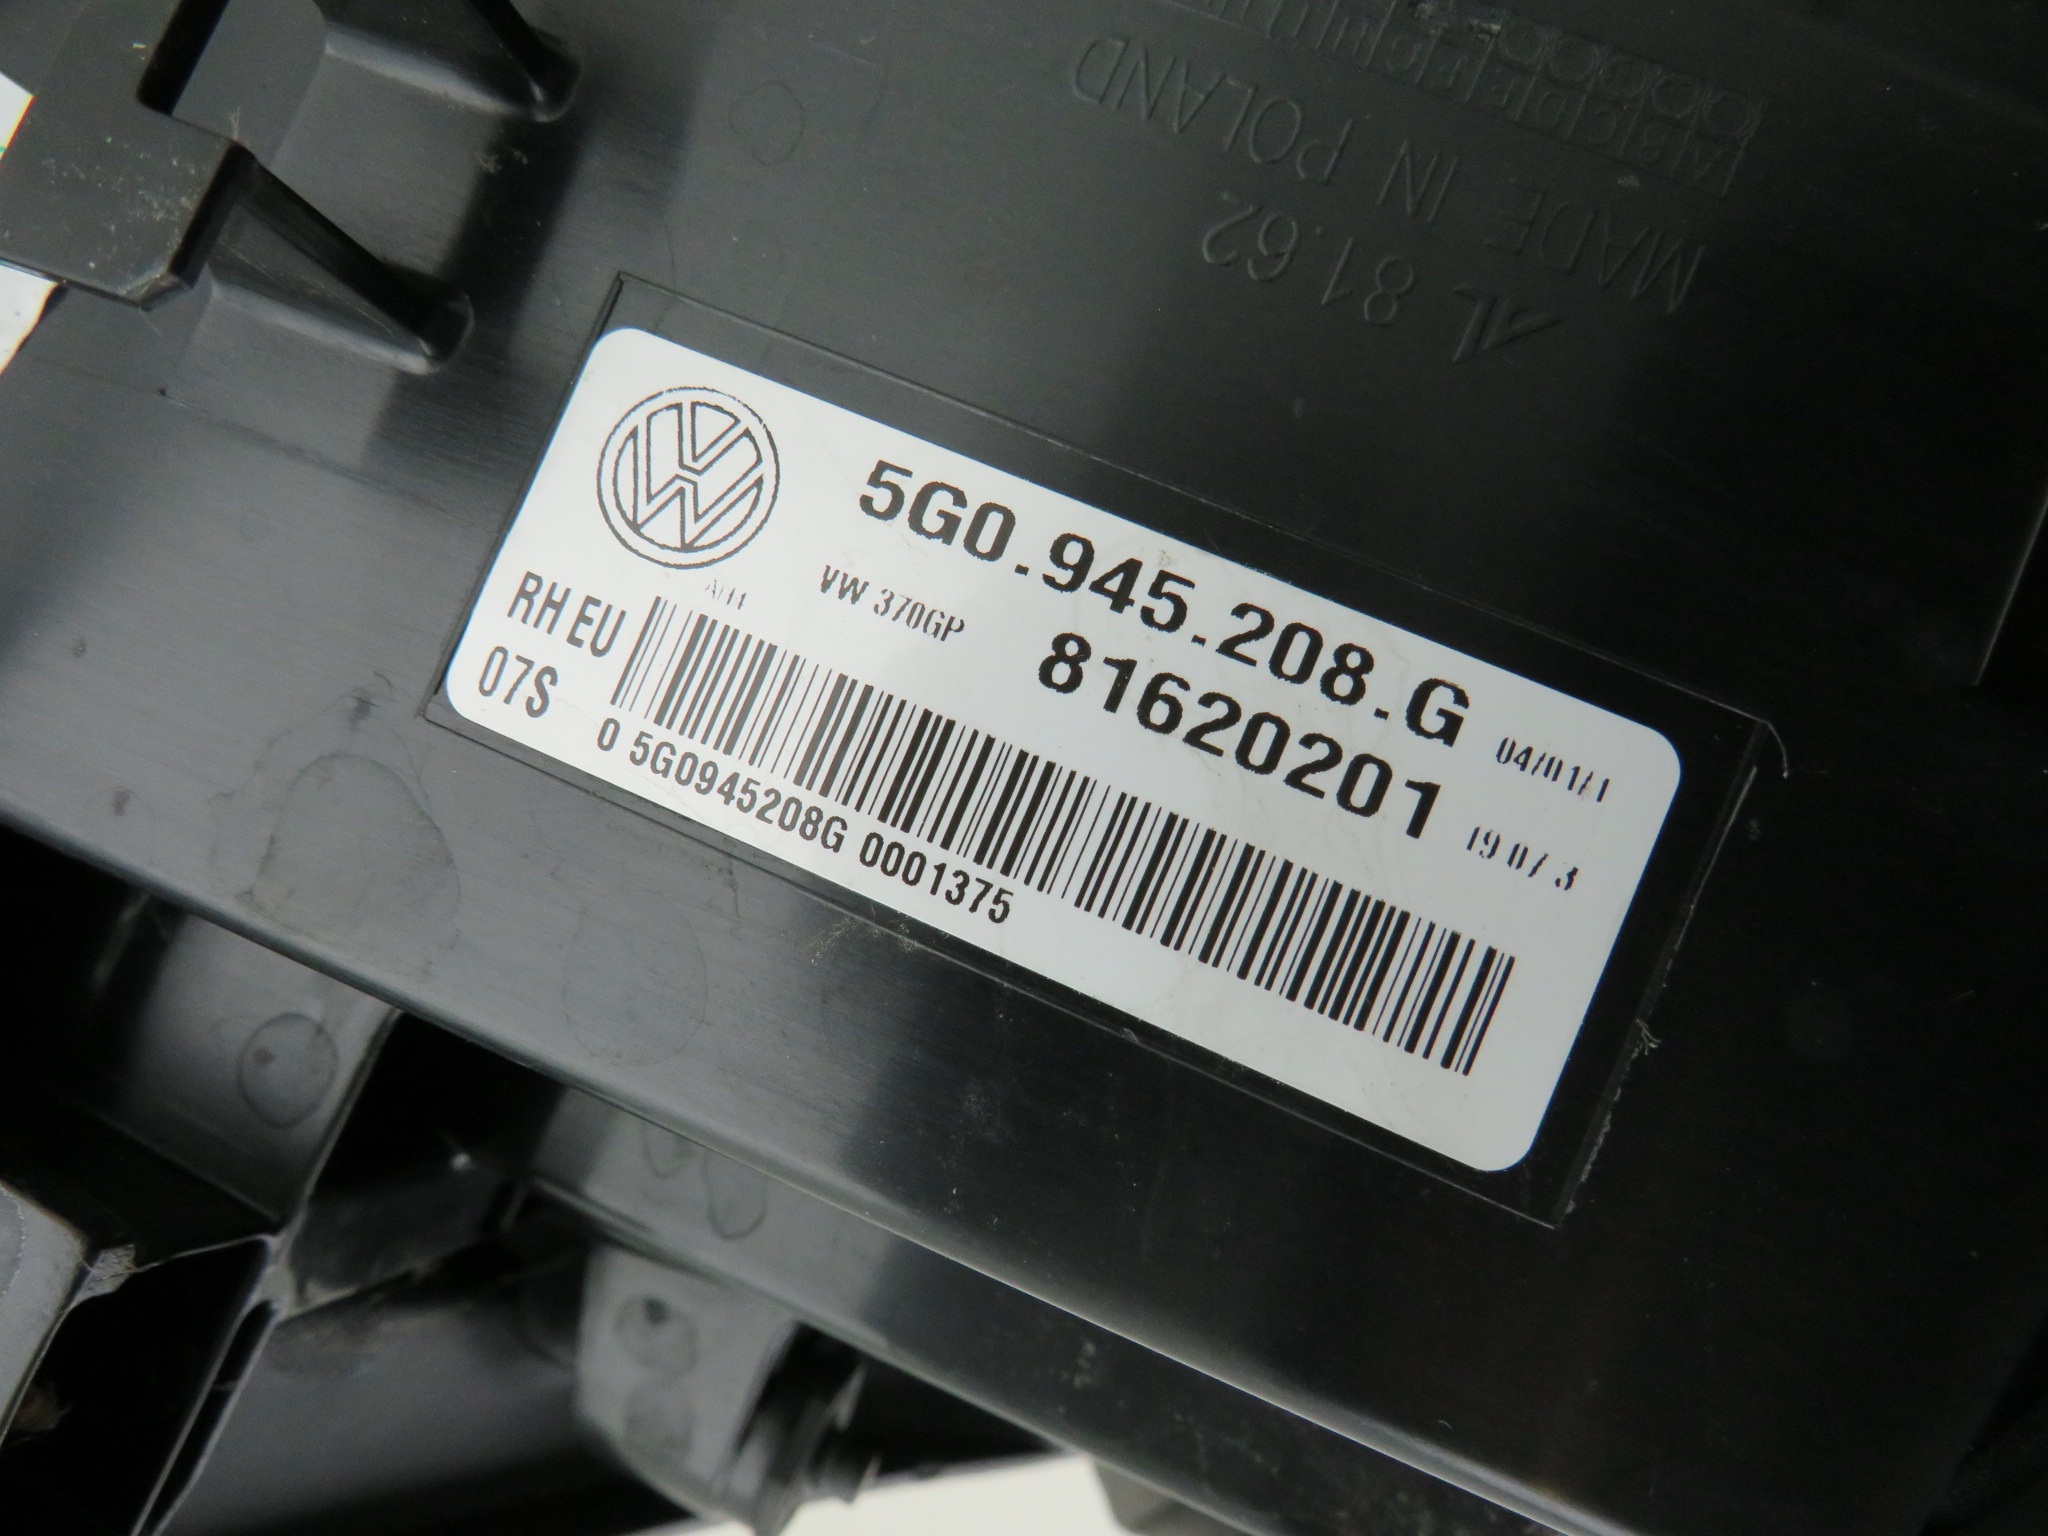 MADE IN POLAND
AL 81.62
5G0.945.208.G
VW 370GP
81620201
RH EU
07S
0 5G0945208G 0001375